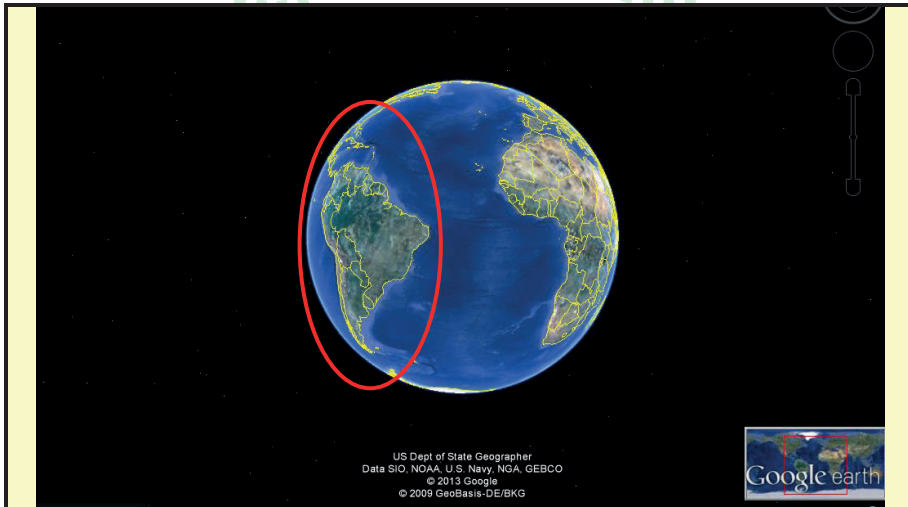 US Dept of State Geographer
Data SIO, NOAA, U.S. Navy, NGA, GEBCO
© 2013 Google
© 2009 GeoBasis-DE/BKG
Google earth